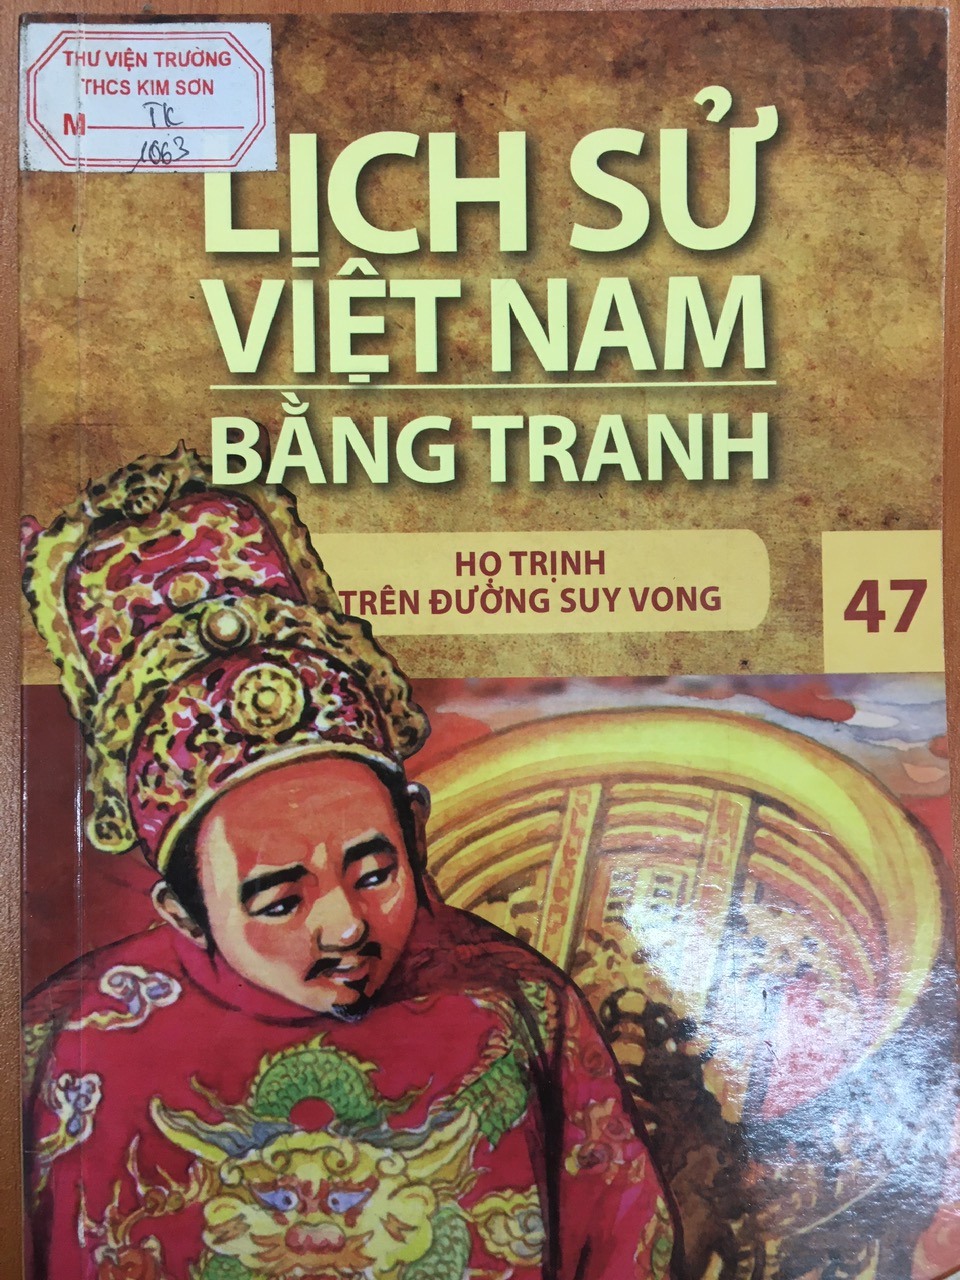 THƯ VIỆN TRƯỜNG
THCS KIM SƠN
M TK
1063
LỊCH SỬ
VIỆT NAM
BẰNG TRANH
HỌ TRỊNH
TRÊN ĐƯỜNG SUY VONG
47